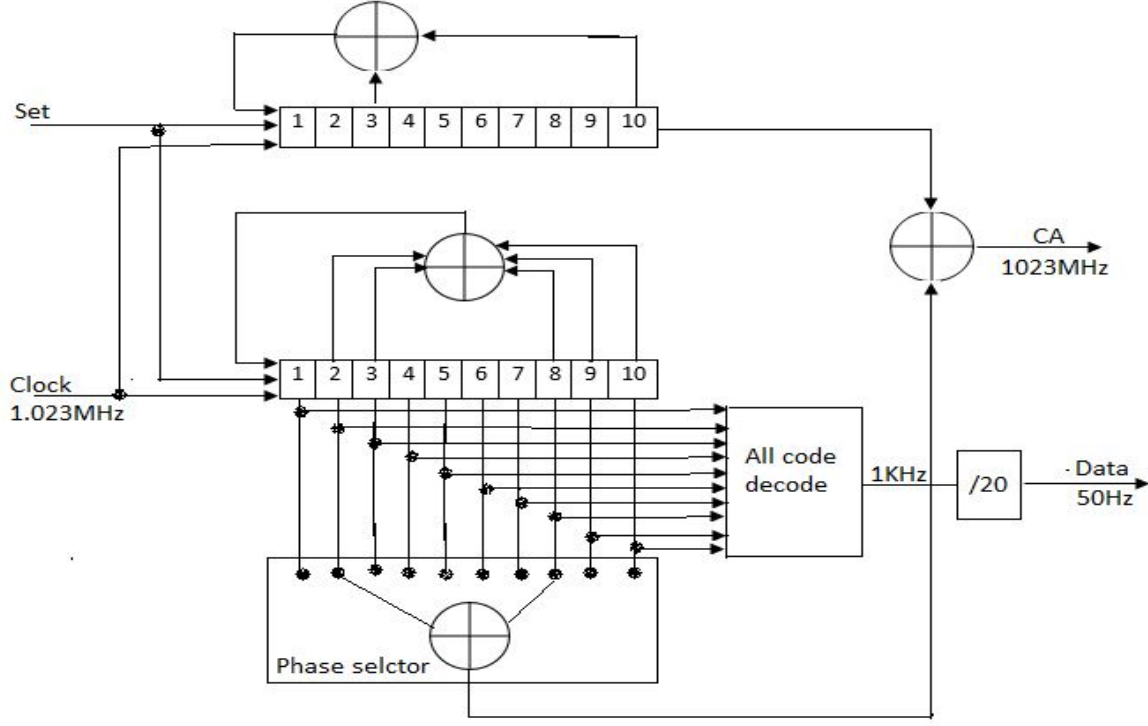 Set
1 2 3 4 5 6 7 8 9 10
CA
1023MHz
1 2 3 4 5 6 7 8 9 10
Clock
1.023MHz
All code
decode
1KHz
/20
Data
50Hz
Phase selctor